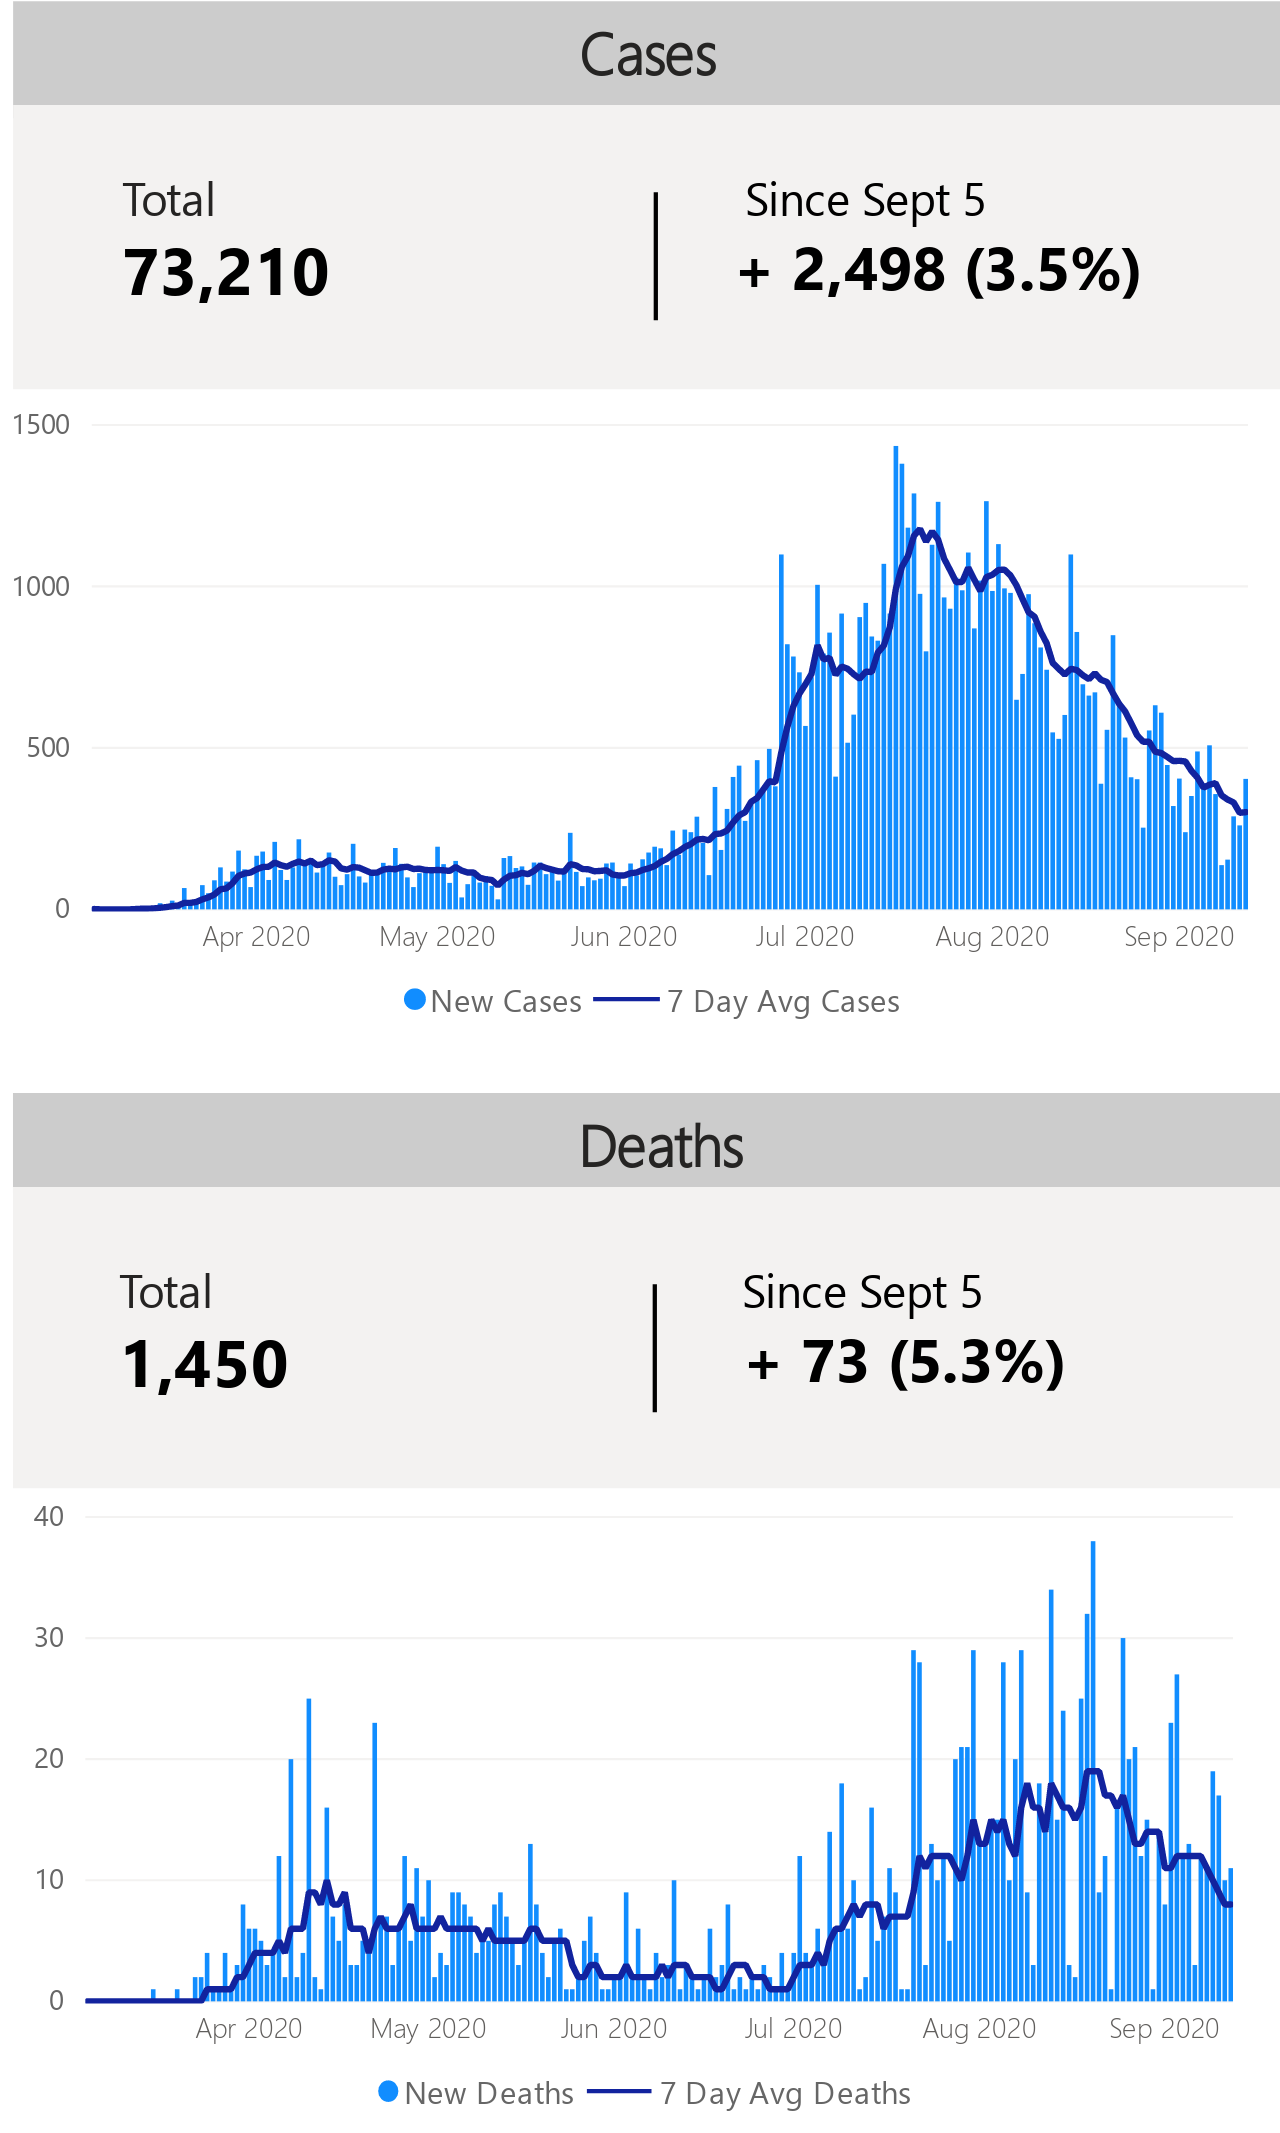 Cases
Total
Since Sept 5
73,210
+ 2,498 (3.5%)
1500
1000
500
0
Apr 2020 May 2020 Jun 2020 Jul 2020 Aug 2020 Sep 2020
New Cases 7 Day Avg Cases
Deaths
Total
Since Sept 5
1,450
+ 73 (5.3%)
40
30
20
10
0
Apr 2020 May 2020 Jun 2020 Jul 2020 Aug 2020 Sep 2020
New Deaths 7 Day Avg Deaths